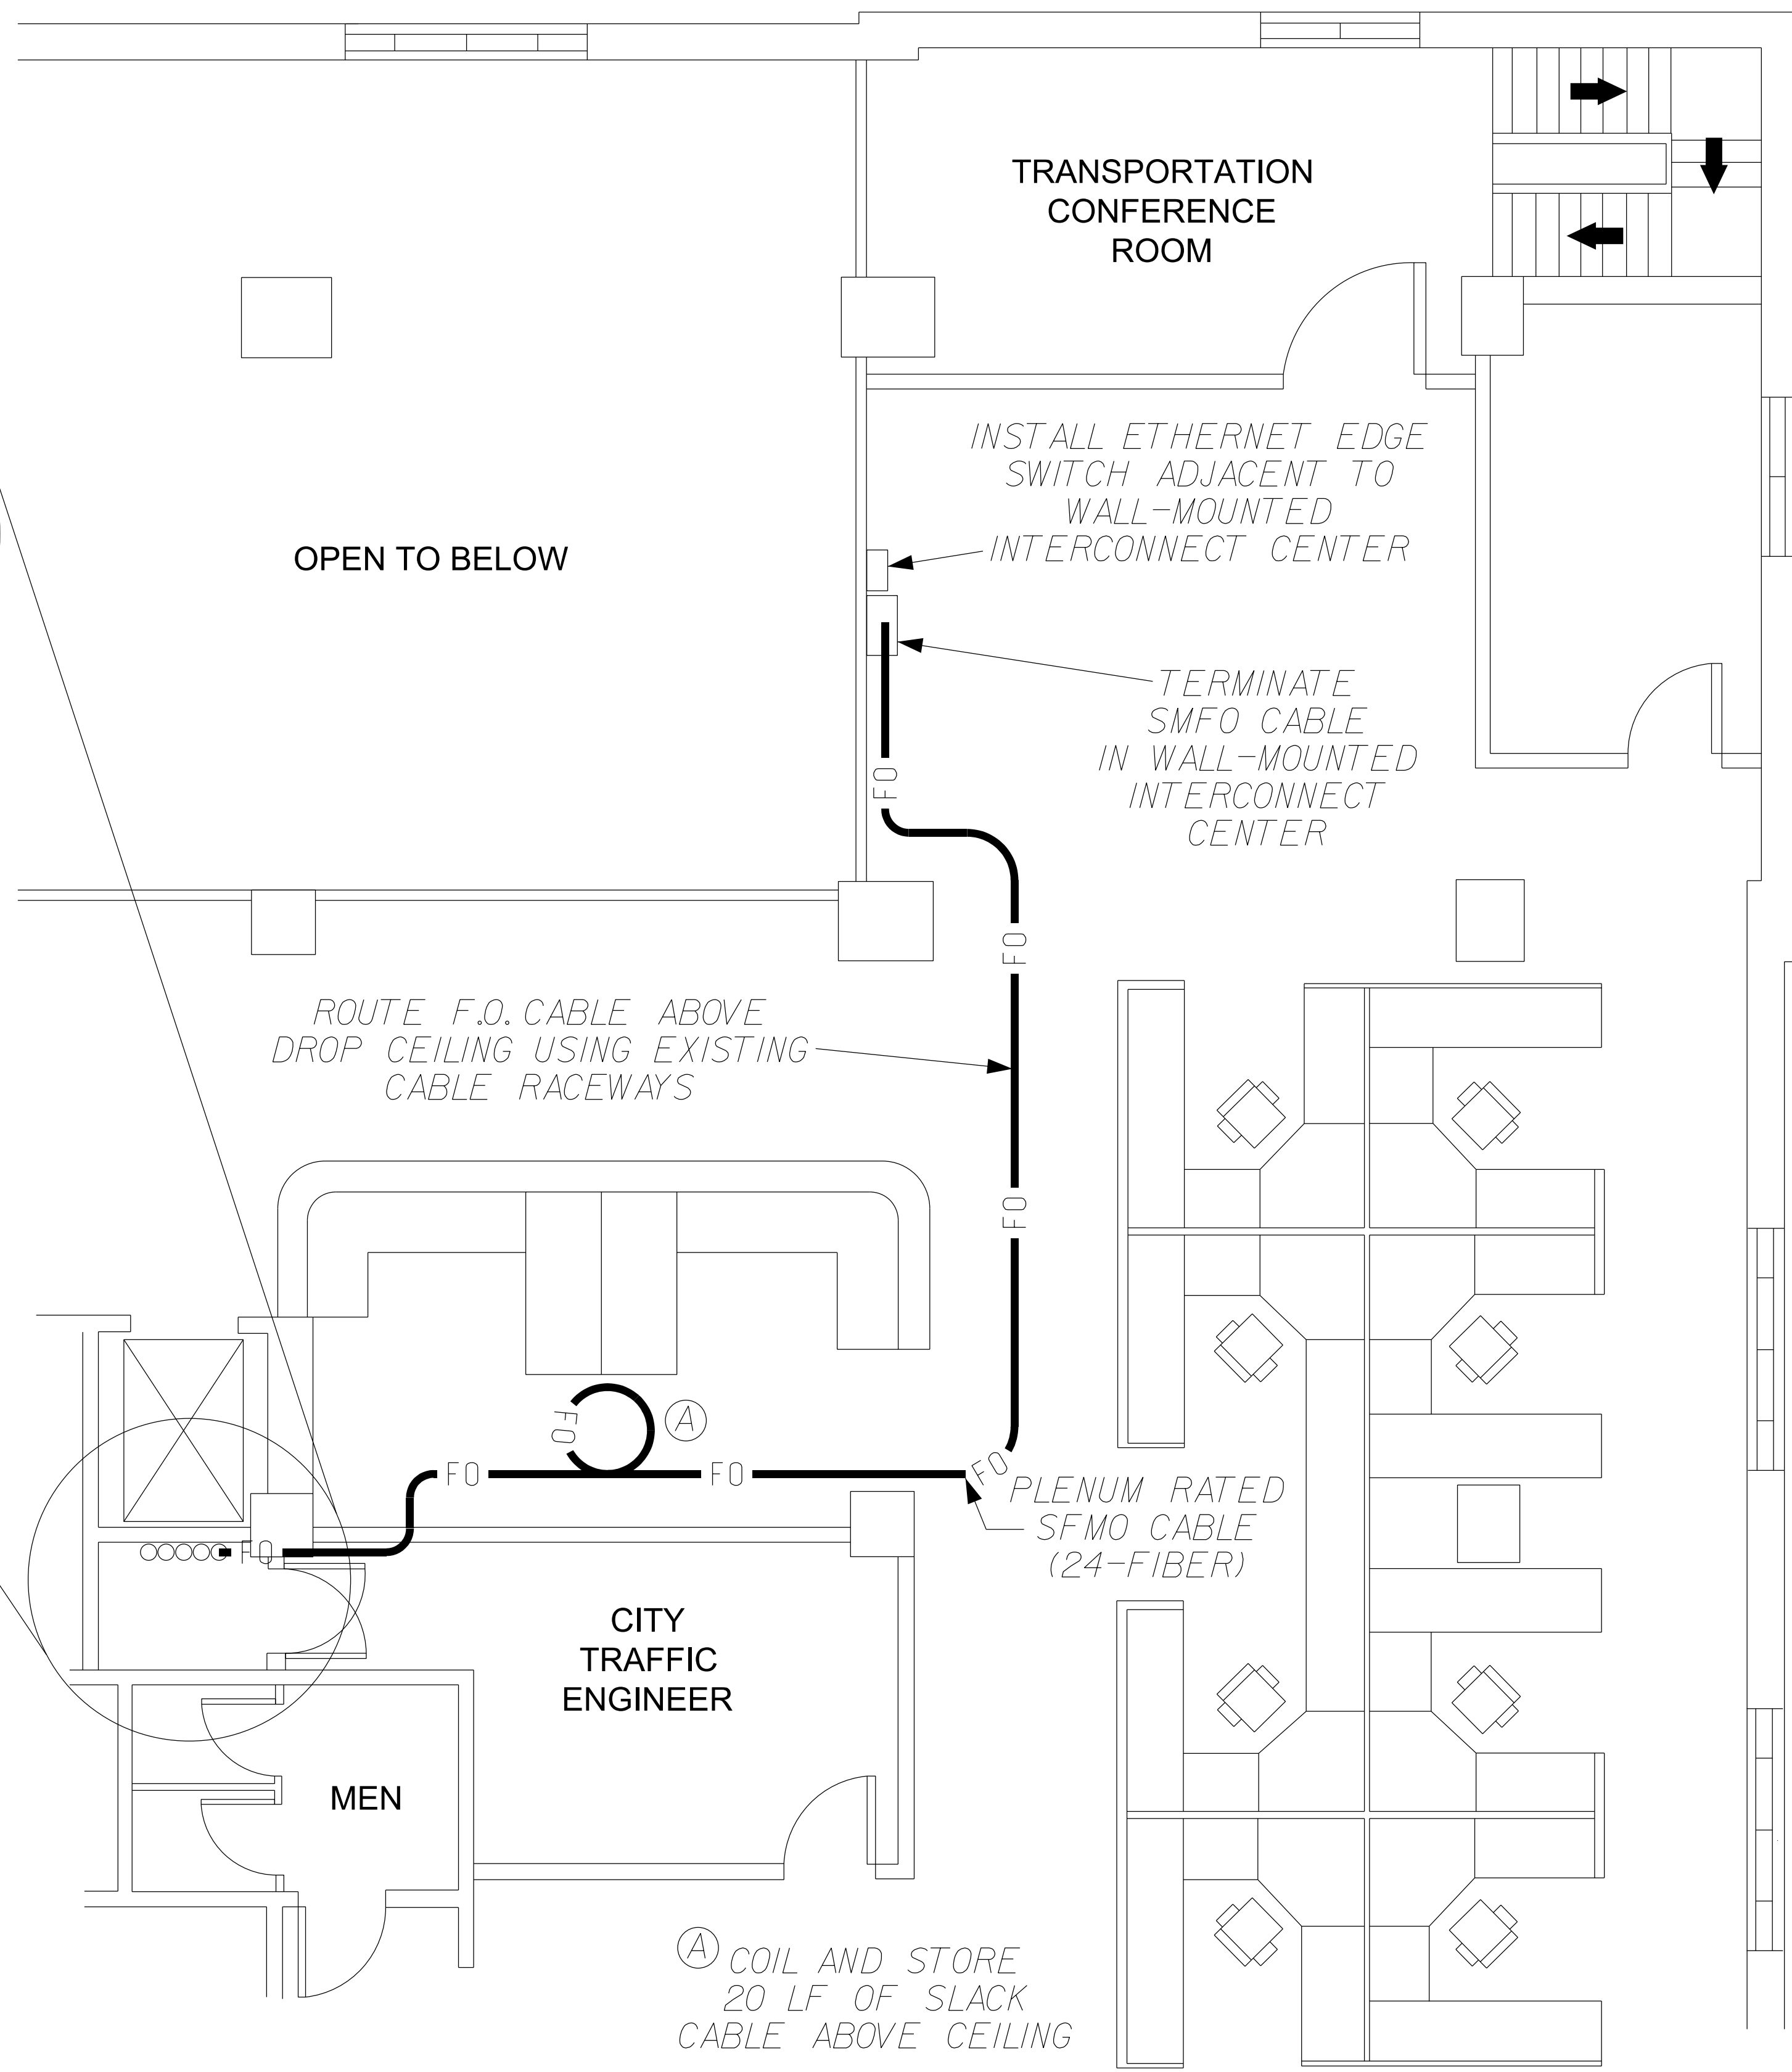 TRANSPORTATION
CONFERENCE
ROOM
INSTALL ETHERNET EDGE
SWITCH ADJACENT TO
WALL-MOUNTED
INTERCONNECT CENTER
OPEN TO BELOW
TERMINATE
SMFO CABLE
IN WALL-MOUNTED
INTERCONNECT
CENTER
FO
FO
ROUTE F.O. CABLE ABOVE
DROP CEILING USING EXISTING
CABLE RACEWAYS
FO
FO
A
FO
FO
FO
PLENUM RATED
SFMO CABLE
(24-FIBER)
FO
CITY
TRAFFIC
ENGINEER
MEN
A COIL AND STORE
20 LF OF SLACK
CABLE ABOVE CEILING